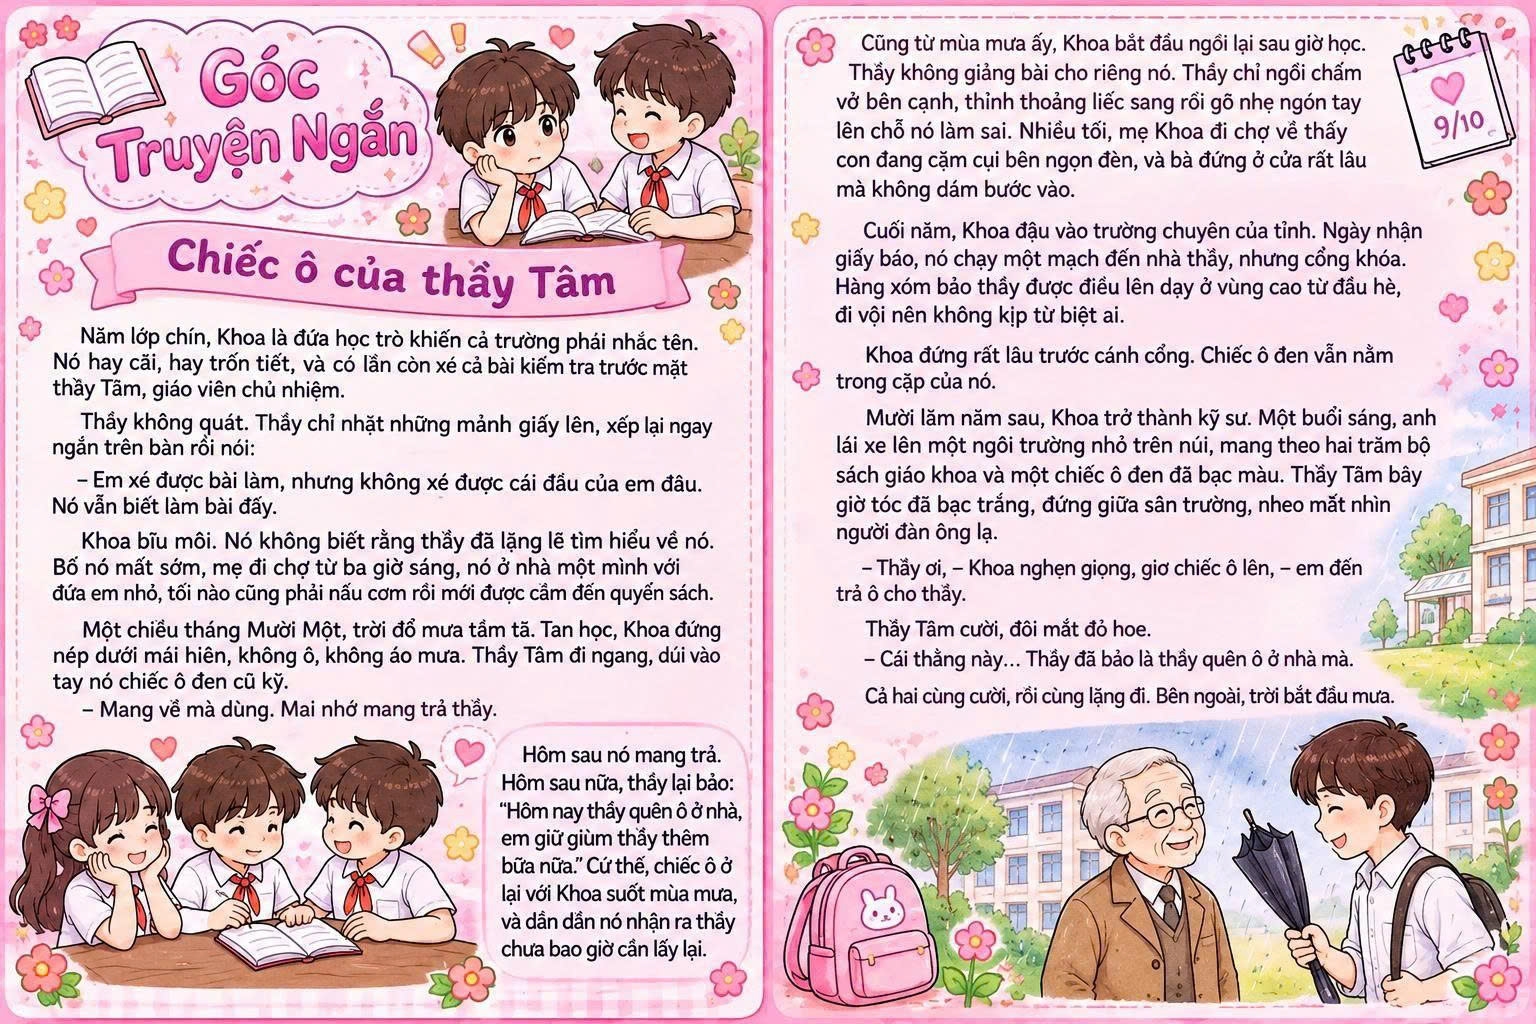 Góc
Truyện Ngắn
Chiếc ô của thầy Tâm
Năm lớp chín, Khoa là đứa học trò khiến cả trường phải nhắc tên.
Nó hay cãi, hay trốn tiết, và có lần còn xé cả bài kiểm tra trước mặt
thầy Tâm, giáo viên chủ nhiệm.
Thầy không quát. Thầy chỉ nhặt những mảnh giấy lên, xếp lại ngay
ngắn trên bàn rồi nói:
– Em xé được bài làm, nhưng không xé được cái đầu của em đâu.
Nó vẫn biết làm bài đấy.
Khoa bĩu môi. Nó không biết rằng thầy đã lặng lẽ tìm hiểu về nó.
Bố nó mất sớm, mẹ đi chợ từ ba giờ sáng, nó ở nhà một mình với
đứa em nhỏ, tối nào cũng phải nấu cơm rồi mới được cầm đến quyển sách.
Một chiều tháng Mười Một, trời đổ mưa tầm tã. Tan học, Khoa đứng
nép dưới mái hiên, không ô, không áo mưa. Thầy Tâm đi ngang, dúi vào
tay nó chiếc ô đen cũ kỹ.
– Mang về mà dùng. Mai nhớ mang trả thầy.
Hôm sau nó mang trả.
Hôm sau nữa, thầy lại bảo:
“Hôm nay thầy quên ô ở nhà,
em giữ giùm thầy thêm
bữa nữa.” Cứ thế, chiếc ô ở
lại với Khoa suốt mùa mưa,
và dần dần nó nhận ra thầy
chưa bao giờ cần lấy lại.
Cũng từ mùa mưa ấy, Khoa bắt đầu ngồi lại sau giờ học.
Thầy không giảng bài cho riêng nó. Thầy chỉ ngồi chấm
vở bên cạnh, thỉnh thoảng liếc sang rồi gõ nhẹ ngón tay
lên chỗ nó làm sai. Nhiều tối, mẹ Khoa đi chợ về thấy
con đang cặm cụi bên ngọn đèn, và bà đứng ở cửa rất lâu
mà không dám bước vào.
9/10
Cuối năm, Khoa đậu vào trường chuyên của tỉnh. Ngày nhận
giấy báo, nó chạy một mạch đến nhà thầy, nhưng cổng khóa.
Hàng xóm bảo thầy được điều lên dạy ở vùng cao từ đầu hè,
đi vội nên không kịp từ biệt ai.
Khoa đứng rất lâu trước cánh cổng. Chiếc ô đen vẫn nằm
trong cặp của nó.
Mười lăm năm sau, Khoa trở thành kỹ sư. Một buổi sáng, anh
lái xe lên một ngôi trường nhỏ trên núi, mang theo hai trăm bộ
sách giáo khoa và một chiếc ô đen đã bạc màu. Thầy Tâm bây
giờ tóc đã bạc trắng, đứng giữa sân trường, nheo mắt nhìn
người đàn ông lạ.
– Thầy ơi, – Khoa nghẹn giọng, giơ chiếc ô lên, – em đến
trả ô cho thầy.
Thầy Tâm cười, đôi mắt đỏ hoe.
– Cái thằng này... Thầy đã bảo là thầy quên ô ở nhà mà.
Cả hai cùng cười, rồi cùng lặng đi. Bên ngoài, trời bắt đầu mưa.